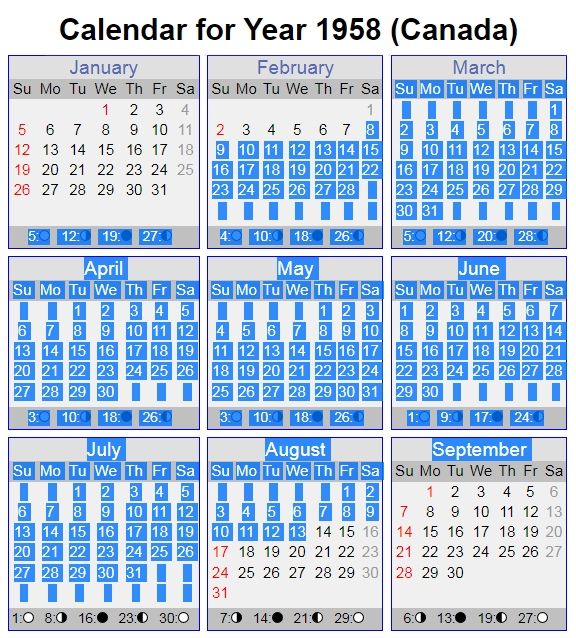 Calendar for Year 1958 (Canada)
January
Su Mo Tu We Th Fr Sa
1 2 3 4
5 6 7 8 9 10 11
12 13 14 15 16 17 18
19 20 21 22 23 24 25
26 27 28 29 30 31
5: 12: 19: 27:
February
Su Mo Tu We Th Fr Sa
1
2 3 4 5 6 7 8
9 10 11 12 13 14 15
16 17 18 19 20 21 22
23 24 25 26 27 28
4: 10: 18: 26:
March
Su Mo Tu We Th Fr Sa
1
2 3 4 5 6 7 8
9 10 11 12 13 14 15
16 17 18 19 20 21 22
23 24 25 26 27 28 29
30 31
5: 12: 20: 28:
April
Su Mo Tu We Th Fr Sa
1 2 3 4 5
6 7 8 9 10 11 12
13 14 15 16 17 18 19
20 21 22 23 24 25 26
27 28 29 30
3: 10: 18: 26:
May
Su Mo Tu We Th Fr Sa
1 2 3
4 5 6 7 8 9 10
11 12 13 14 15 16 17
18 19 20 21 22 23 24
25 26 27 28 29 30 31
3: 10: 18: 26:
June
Su Mo Tu We Th Fr Sa
1 2 3 4 5 6 7
8 9 10 11 12 13 14
15 16 17 18 19 20 21
22 23 24 25 26 27 28
29 30
1: 9: 17: 24:
July
Su Mo Tu We Th Fr Sa
1 2 3 4 5
6 7 8 9 10 11 12
13 14 15 16 17 18 19
20 21 22 23 24 25 26
27 28 29 30 31
1: 8: 16: 23: 30:
August
Su Mo Tu We Th Fr Sa
1 2
3 4 5 6 7 8 9
10 11 12 13 14 15 16
17 18 19 20 21 22 23
24 25 26 27 28 29 30
31
7: 14: 21: 29:
September
Su Mo Tu We Th Fr Sa
1 2 3 4 5 6
7 8 9 10 11 12 13
14 15 16 17 18 19 20
21 22 23 24 25 26 27
28 29 30
6: 13: 19: 27: